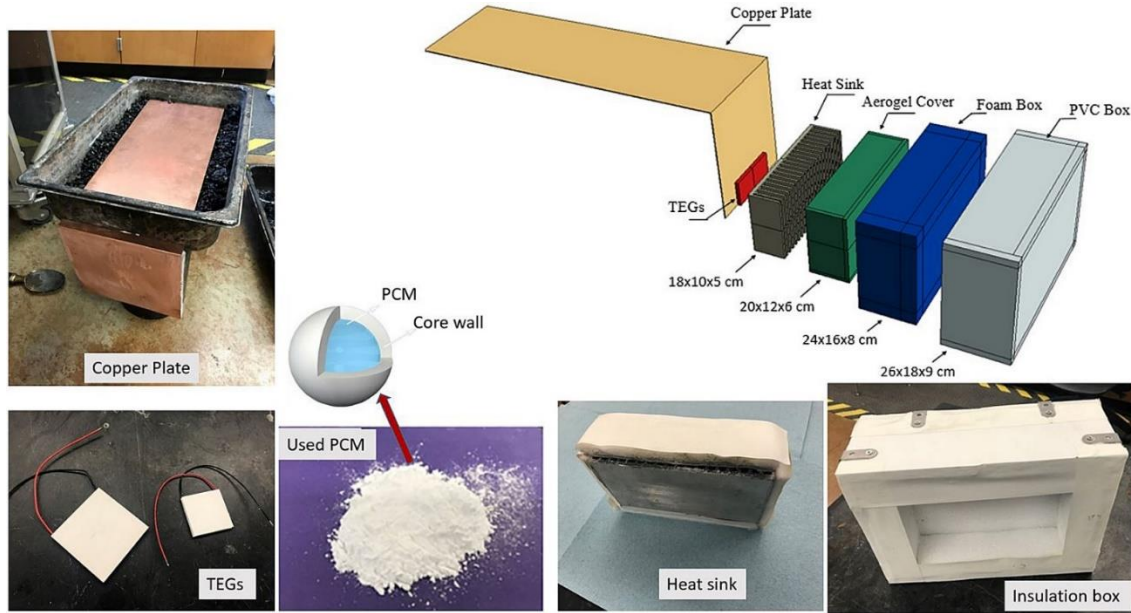 Copper Plate
Heat Sink
Aerogel Cover
Foam Box
PVC Box
TEGs
18x10x5 cm
20x12x6 cm
24x16x8 cm
26x18x9 cm
PCM
Core wall
Copper Plate
Used PCM
TEGs
Heat sink
Insulation box